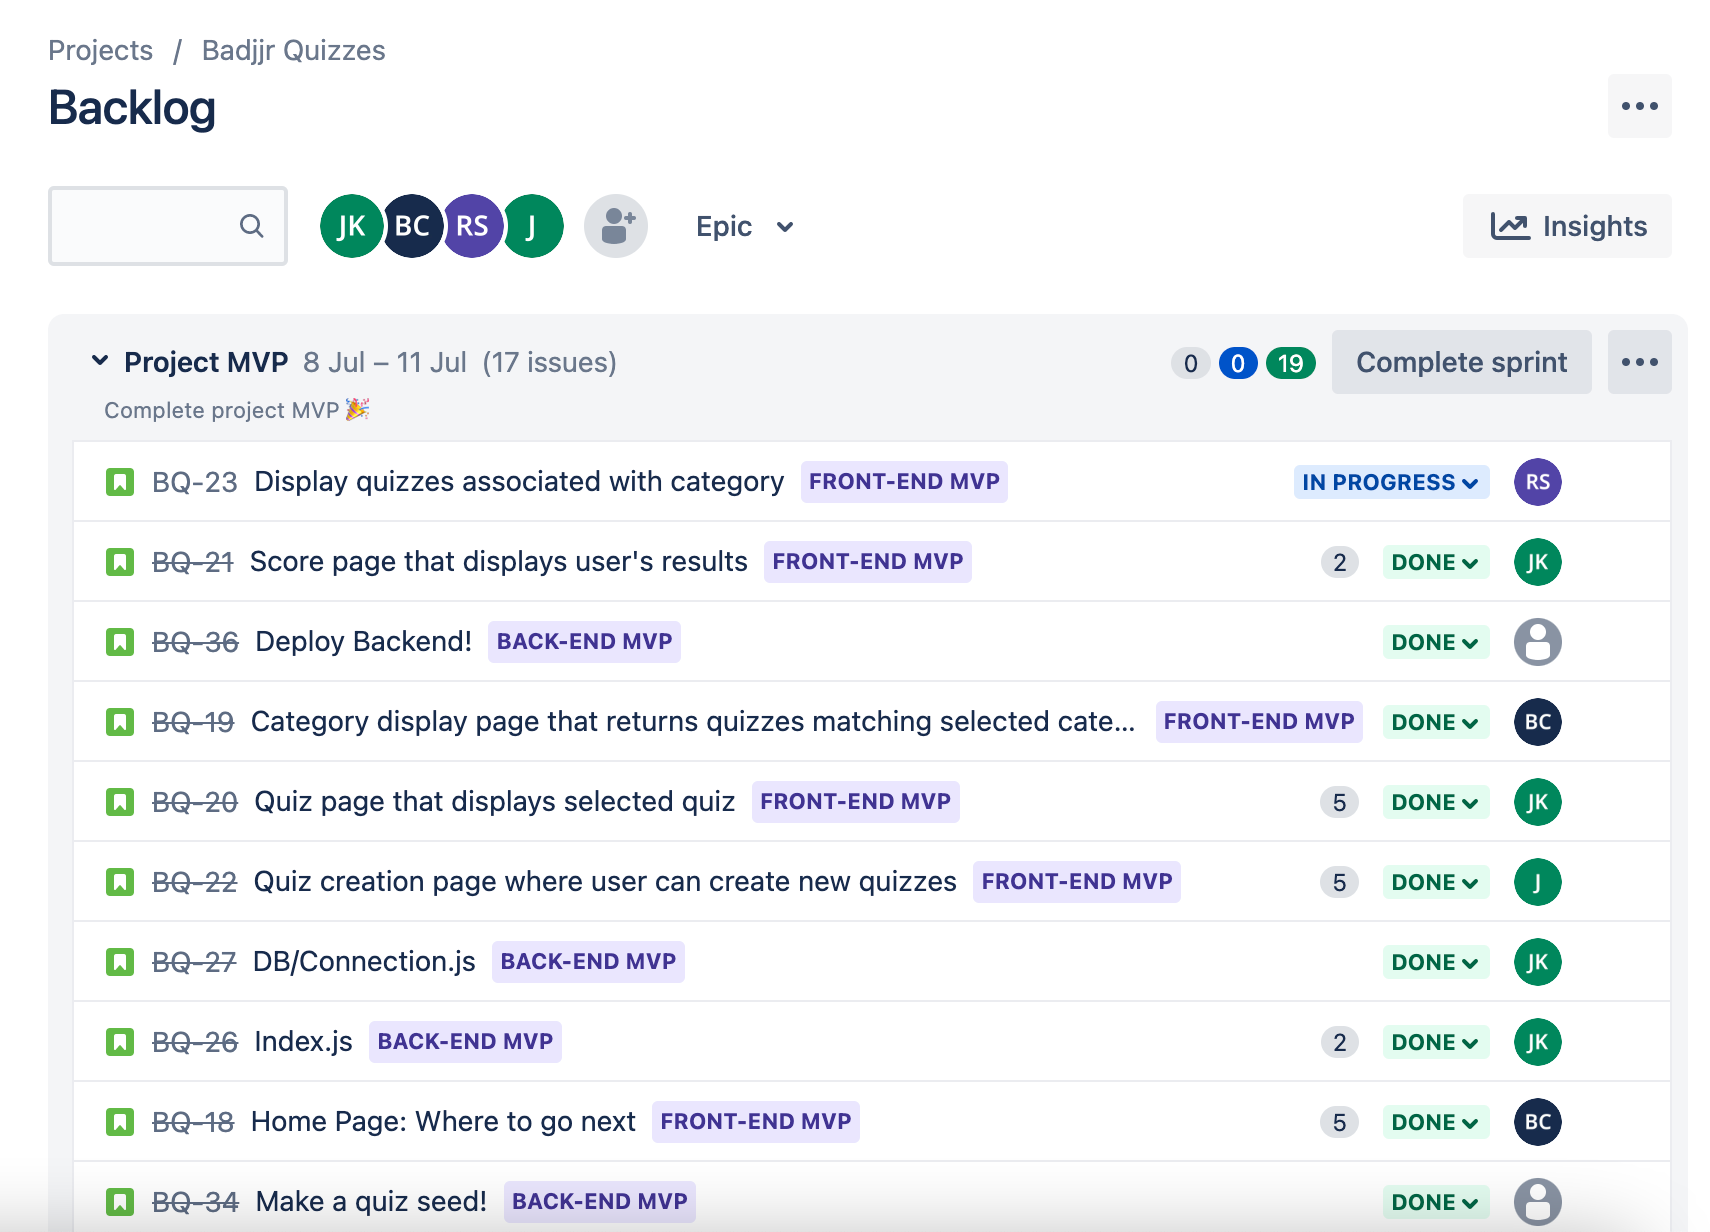 Projects / Badjjr Quizzes
Backlog
JK BC RS J Epic Insights
Project MVP 8 Jul – 11 Jul (17 issues) 0 0 19 Complete sprint
Complete project MVP 🎉
BQ-23 Display quizzes associated with category FRONT-END MVP IN PROGRESS RS
BQ-21 Score page that displays user's results FRONT-END MVP 2 DONE JK
BQ-36 Deploy Backend! BACK-END MVP DONE
BQ-19 Category display page that returns quizzes matching selected cate... FRONT-END MVP DONE BC
BQ-20 Quiz page that displays selected quiz FRONT-END MVP 5 DONE JK
BQ-22 Quiz creation page where user can create new quizzes FRONT-END MVP 5 DONE J
BQ-27 DB/Connection.js BACK-END MVP DONE JK
BQ-26 Index.js BACK-END MVP 2 DONE JK
BQ-18 Home Page: Where to go next FRONT-END MVP 5 DONE BC
BQ-34 Make a quiz seed! BACK-END MVP DONE